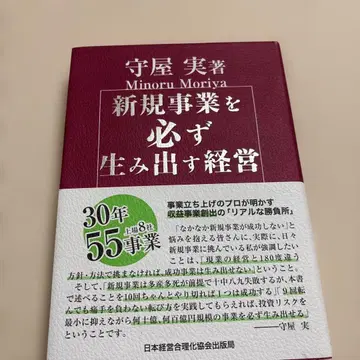 守屋 実 著
Minoru Moriya
新規事業を
必ず
生み出す経営
30年
上場8社
55事業
事業立ち上げのプロが明かす
収益事業創出の『リアルな勝負所』
「なかなか新規事業が成功しない」と
悩みを抱える皆さんに、実際に、日々
新規事業に挑んでいる私が強調したい
ことは、「現業の経営と180度違う
方針・方法で挑まなければ、成功事業は生み出せない」ということ。
そして、「新規事業は多産多死が前提で十中八九失敗するが、本書
で述べることを10回ちゃんとやり切れば1つは成功する」「9回転
んでも痛手を負わない転び方を実践してもらえれば、投資リスクを
最小に抑えながら何十億、何百億円規模の事業を必ず生み出せる」
ということです。
――守屋 実
日本経営合理化協会出版局